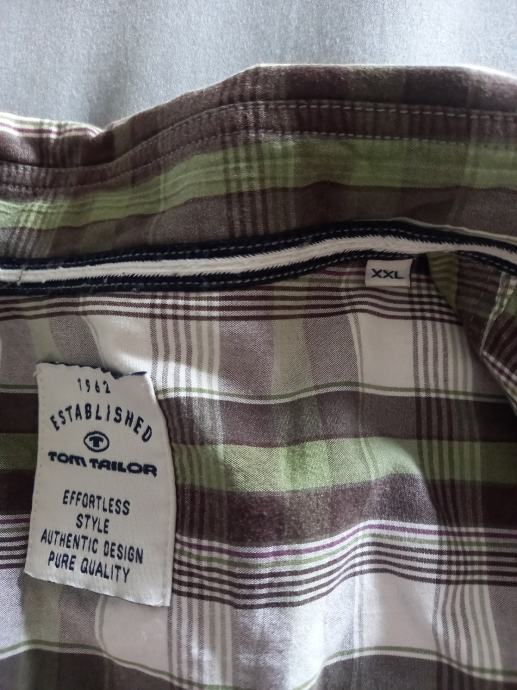 XXL
1962
ESTABLISHED
TOM TAILOR
EFFORTLESS
STYLE
AUTHENTIC DESIGN
PURE QUALITY